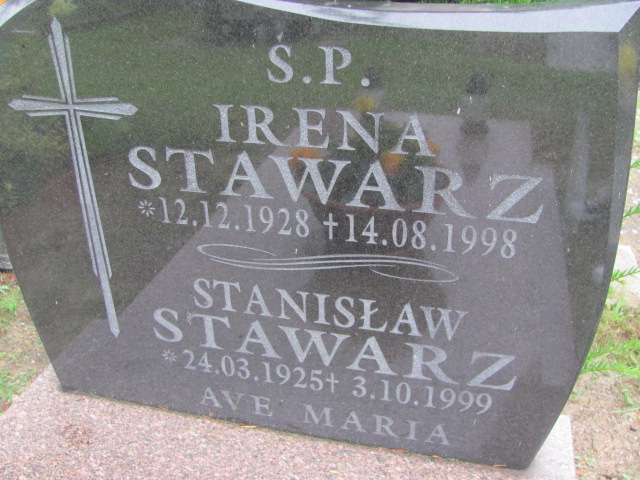 S.P.
IRENA
STAWARZ
*12.12.1928 +14.08.1998
STANISŁAW
STAWARZ
*24.03.1925+ 3.10.1999
AVE MARIA